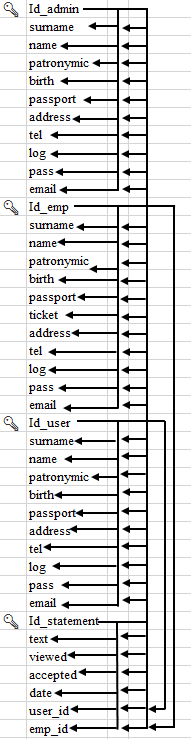 Id_admin
surname
name
patronymic
birth
passport
address
tel
log
pass
email
Id_emp
surname
name
patronymic
birth
passport
ticket
address
tel
log
pass
email
Id_user
surname
name
patronymic
birth
passport
address
tel
log
pass
email
Id_statement
text
viewed
accepted
date
user_id
emp_id